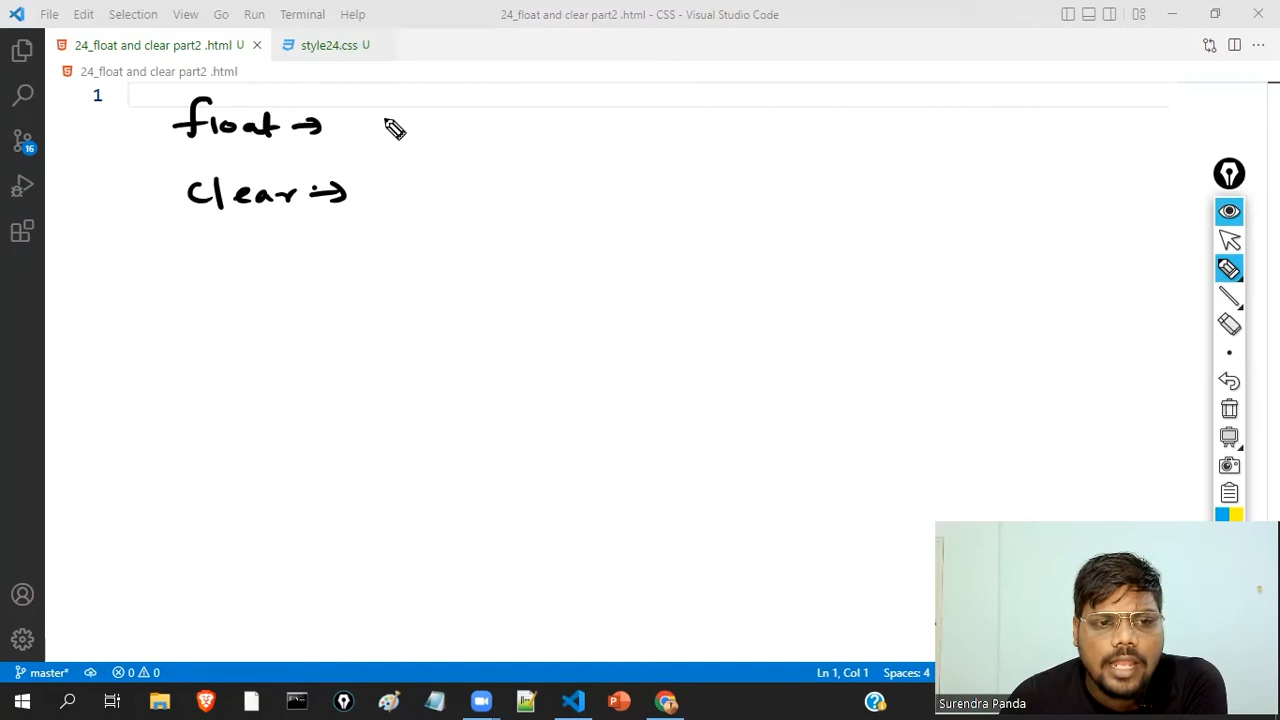 File Edit Selection View Go Run Terminal Help 24_float and clear part2 .html - CSS - Visual Studio Code
24_float and clear part2 .html U style24.css U
24_float and clear part2 .html
1
float →
clear →
16
master* 0 0 Ln 1, Col 1 Spaces: 4
Surendra Panda